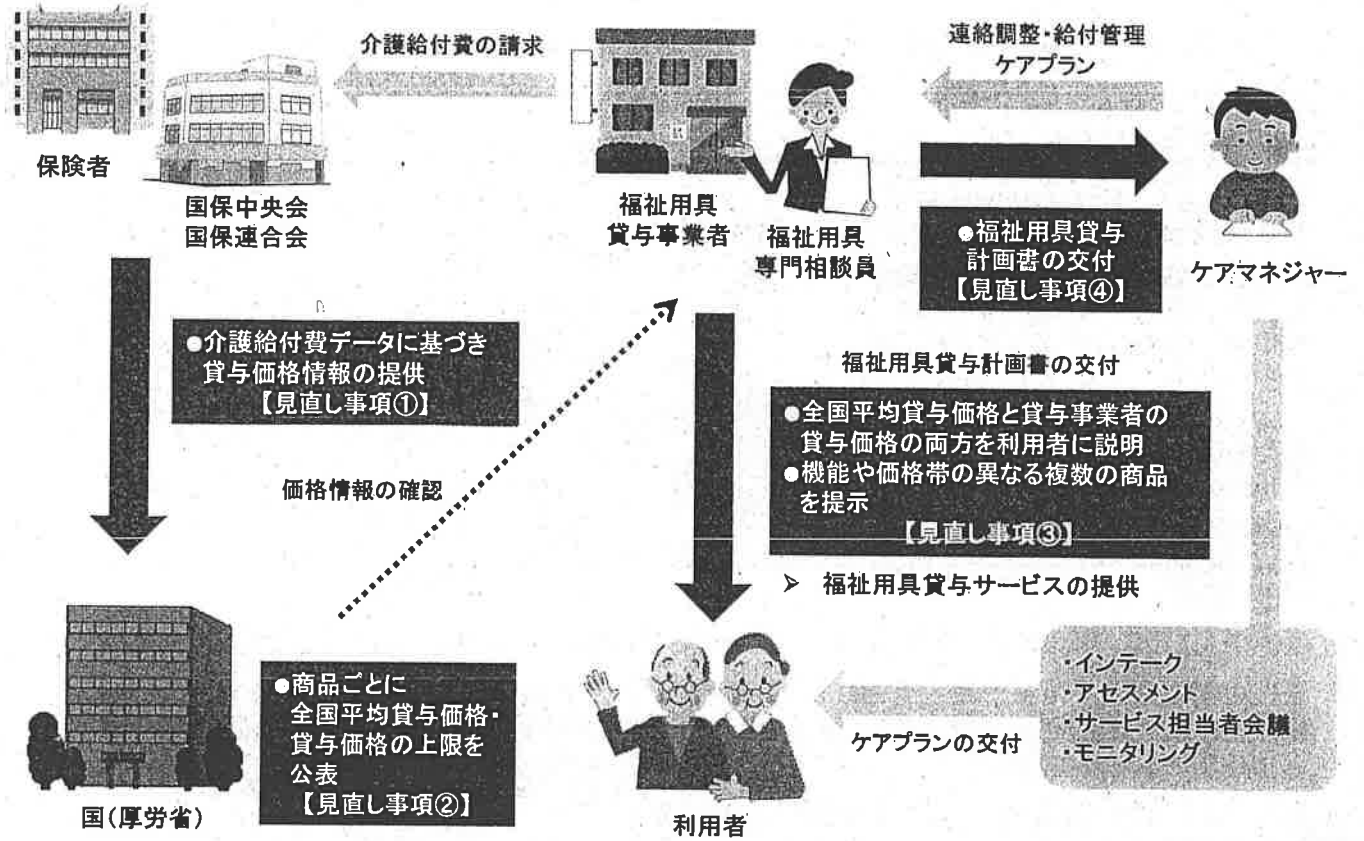 介護給付費の請求
連絡調整・給付管理
ケアプラン
保険者
国保中央会
国保連合会
福祉用具
貸与事業者
福祉用具
専門相談員
●福祉用具貸与
計画書の交付
【見直し事項④】
ケアマネジャー
●介護給付費データに基づき
貸与価格情報の提供
【見直し事項①】
福祉用具貸与計画書の交付
●全国平均貸与価格と貸与事業者の
貸与価格の両方を利用者に説明
●機能や価格帯の異なる複数の商品
を提示
【見直し事項③】
価格情報の確認
➢ 福祉用具貸与サービスの提供
●商品ごとに
全国平均貸与価格・
貸与価格の上限を
公表
【見直し事項②】
国(厚労省)
利用者
ケアプランの交付
・インテーク
・アセスメント
・サービス担当者会議
・モニタリング